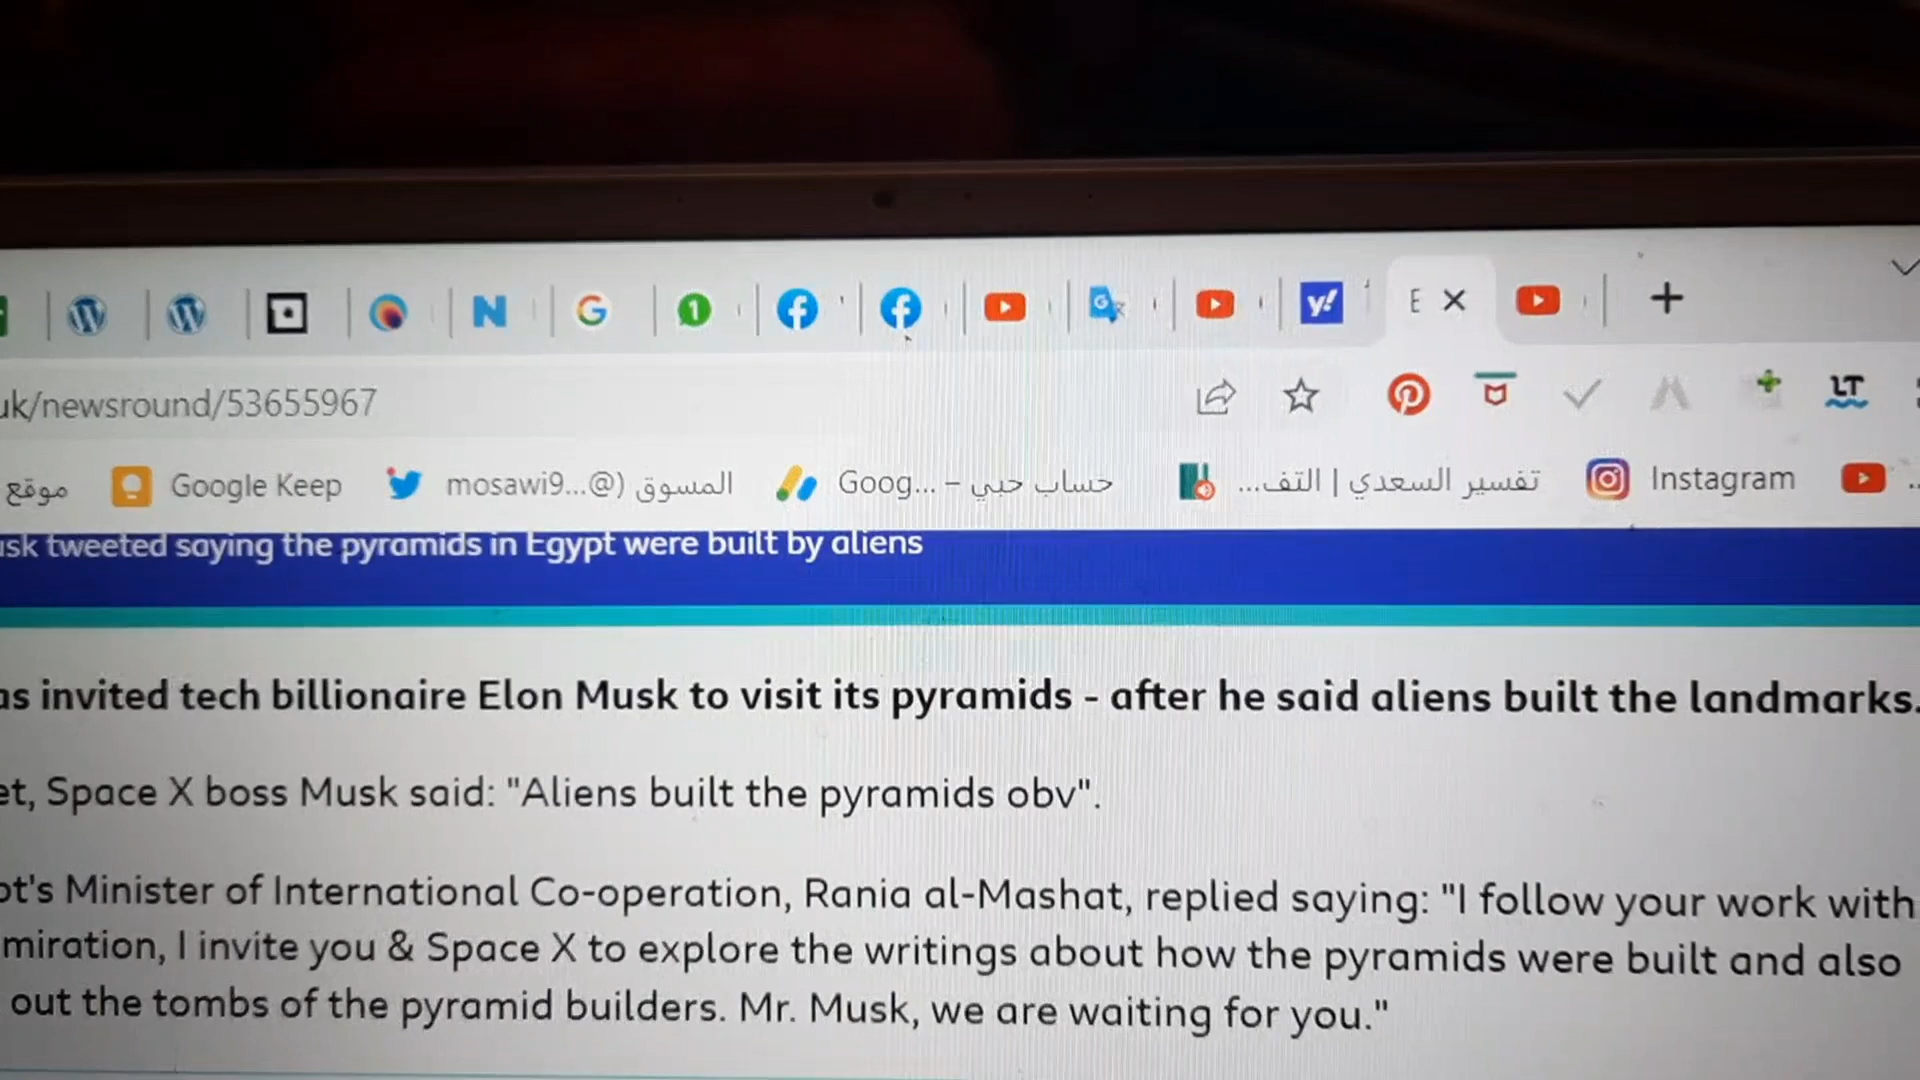 1
y!
E
uk/newsround/53655967
LT
موقع
Google Keep
المسوق (@...mosawi9
حساب حبي – ...Goog
تفسير السعدي | التف...
Instagram
usk tweeted saying the pyramids in Egypt were built by aliens
as invited tech billionaire Elon Musk to visit its pyramids - after he said aliens built the landmarks.
et, Space X boss Musk said: "Aliens built the pyramids obv".
pt's Minister of International Co-operation, Rania al-Mashat, replied saying: "I follow your work with
miration, I invite you & Space X to explore the writings about how the pyramids were built and also
out the tombs of the pyramid builders. Mr. Musk, we are waiting for you."